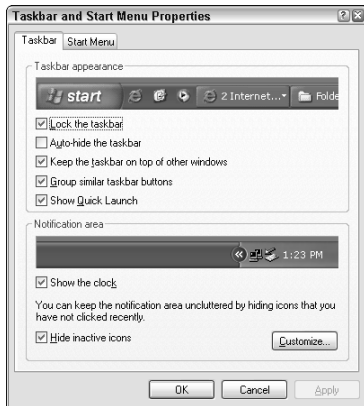 Taskbar and Start Menu Properties
Taskbar
Start Menu
Taskbar appearance
start
2 Internet...
Folde
Lock the taskbar
Auto-hide the taskbar
Keep the taskbar on top of other windows
Group similar taskbar buttons
Show Quick Launch
Notification area
1:23 PM
Show the clock
You can keep the notification area uncluttered by hiding icons that you
have not clicked recently.
Hide inactive icons
Customize...
OK
Cancel
Apply